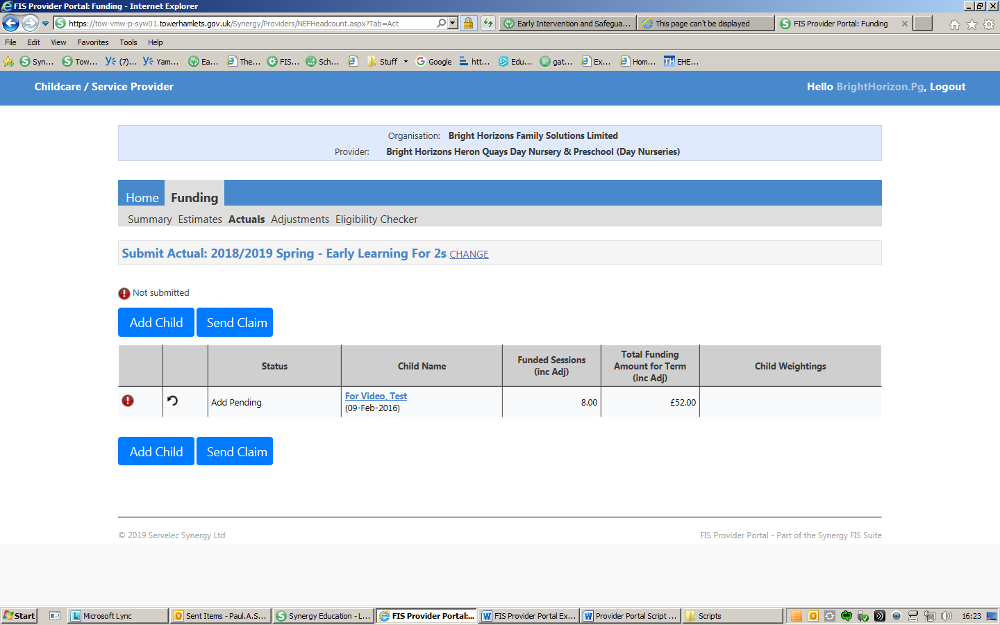 FIS Provider Portal: Funding - Internet Explorer
https://tow-vmw-p-syw01.towerhamlets.gov.uk/Synergy/Providers/NEFHeadcount.aspx?Tab=Act
Early Intervention and Safegua...
This page can't be displayed
FIS Provider Portal: Funding
File Edit View Favorites Tools Help
Syn... Tow... (7)... Yam... Ea... The... FIS... Sch... Stuff Google htt... Edu... gat... Ex... Hom... TH EHE...
Childcare / Service Provider
Hello BrightHorizon.Pg, Logout
Organisation: Bright Horizons Family Solutions Limited
Provider: Bright Horizons Heron Quays Day Nursery & Preschool (Day Nurseries)
Home Funding
Summary Estimates Actuals Adjustments Eligibility Checker
Submit Actual: 2018/2019 Spring - Early Learning For 2s CHANGE
Not submitted
Add Child Send Claim
Status
Child Name
Funded Sessions
(inc Adj)
Total Funding
Amount for Term
(inc Adj)
Child Weightings
Add Pending
For Video, Test
(09-Feb-2016)
8.00
£52.00
Add Child Send Claim
© 2019 Servelec Synergy Ltd
FIS Provider Portal - Part of the Synergy FIS Suite
Start
Microsoft Lync
Sent Items - Paul.A.S...
Synergy Education - L...
FIS Provider Portal:...
FIS Provider Portal Ex...
Provider Portal Script ...
Scripts
16:23